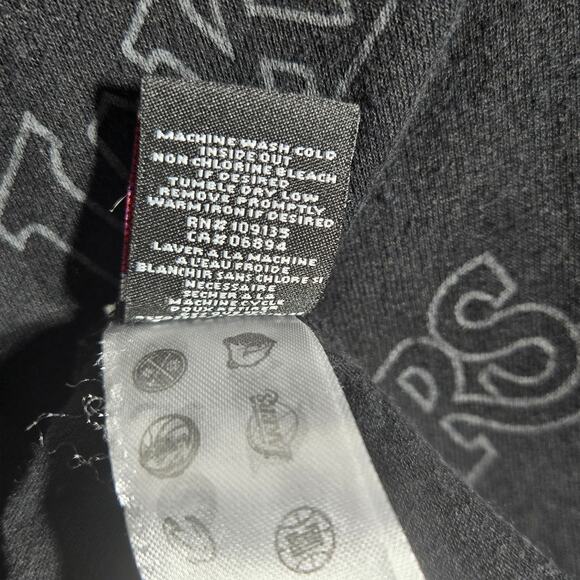 MACHINE WASH COLD
INSIDE OUT
NON CHLORINE BLEACH
IF DESIRED
TUMBLE DRY LOW
REMOVE PROMPTLY
WARM IRON IF DESIRED
RN# 109135
CA# 06894
LAVER A LA MACHINE
A L'EAU FROIDE
BLANCHIR SANS CHLORE SI
NECESSAIRE
SECHER A LA
MACHINE CYCLE
RS